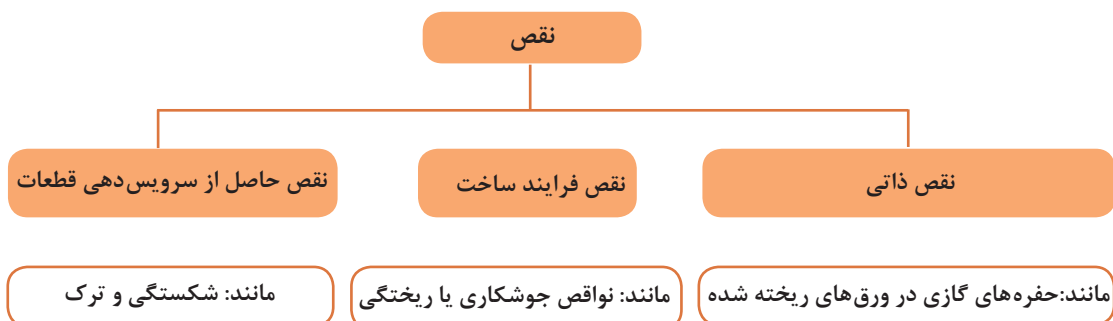 نقص
نقص ذاتی
نقص فرایند ساخت
نقص حاصل از سرویس‌دهی قطعات
مانند:حفره‌های گازی در ورق‌های ریخته شده
مانند: نواقص جوشکاری یا ریختگی
مانند: شکستگی و ترک